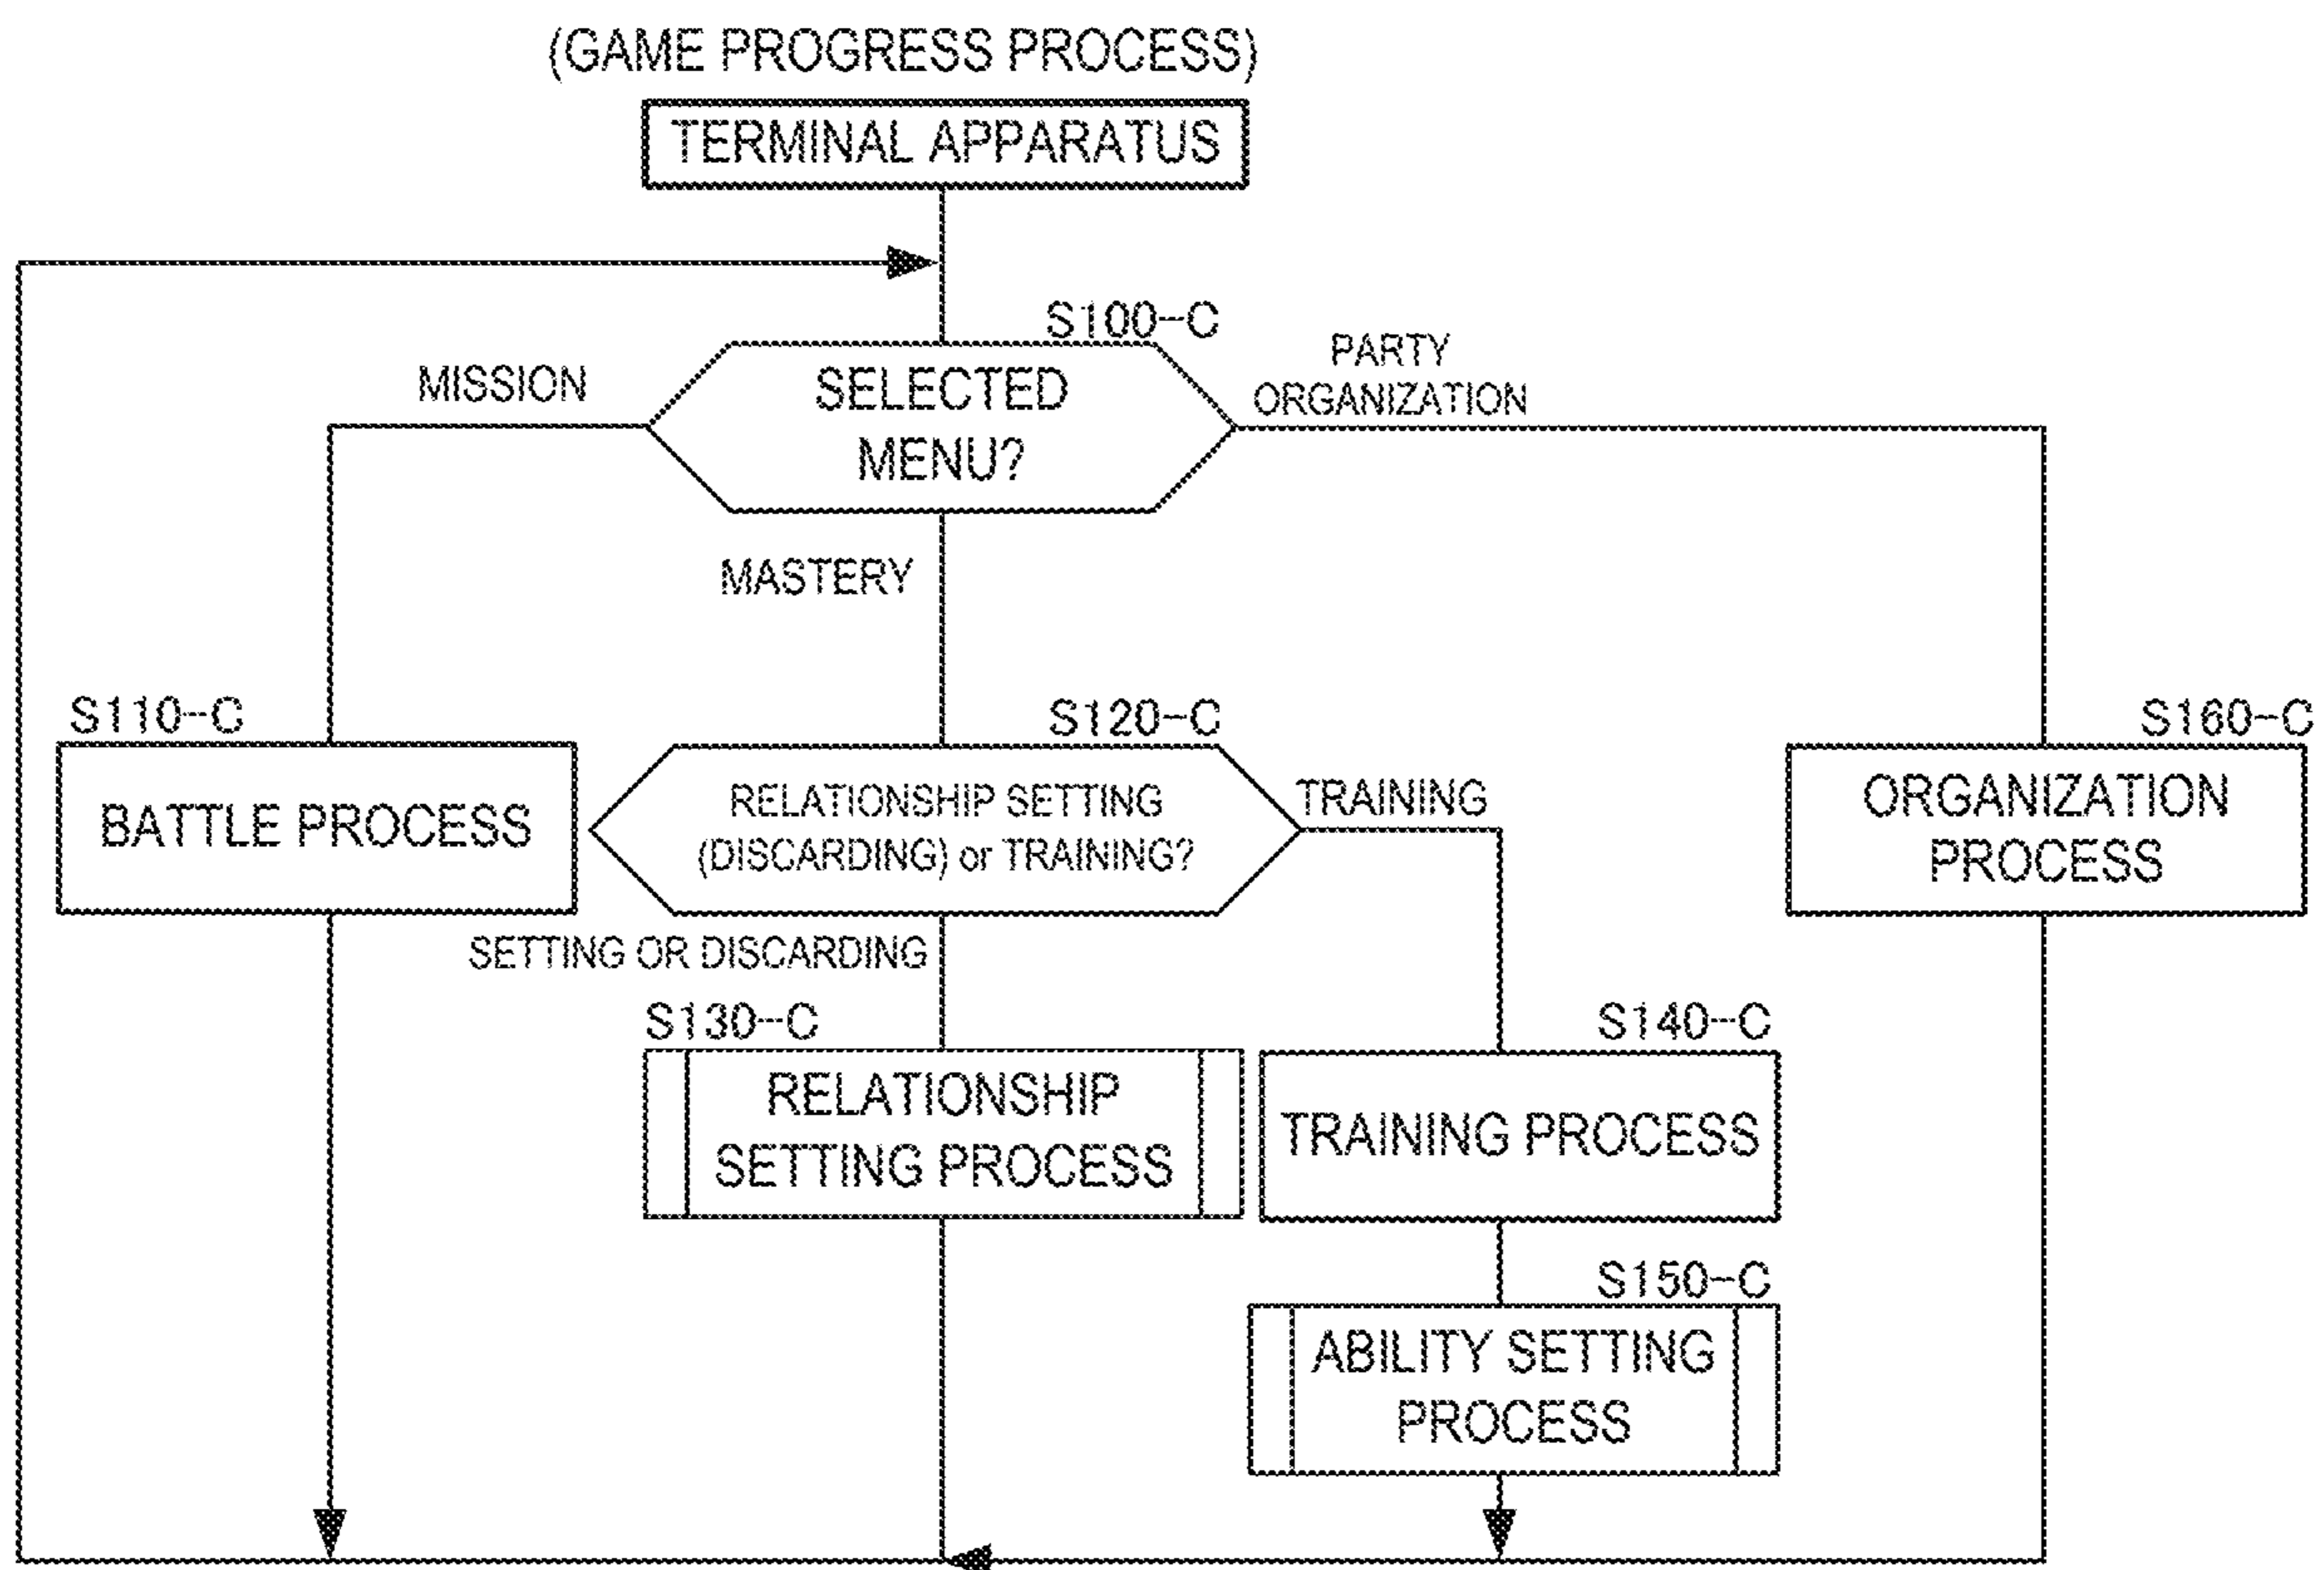 (GAME PROGRESS PROCESS)
TERMINAL APPARATUS
S100-C
MISSION
SELECTED
MENU?
PARTY
ORGANIZATION
MASTERY
S110-C
BATTLE PROCESS
S120-C
RELATIONSHIP SETTING
(DISCARDING) or TRAINING?
TRAINING
S160-C
ORGANIZATION
PROCESS
SETTING OR DISCARDING
S130-C
RELATIONSHIP
SETTING PROCESS
S140-C
TRAINING PROCESS
S150-C
ABILITY SETTING
PROCESS